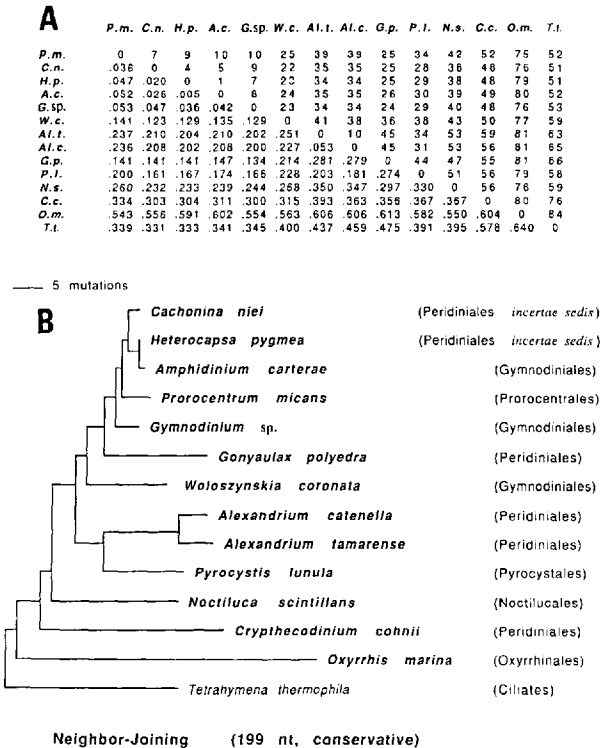 A
P.m. C.n. H.p. A.c. G.sp. W.c. Al.t. Al.c. G.p. P.l. N.s. C.c. O.m. T.t.
P.m. 0 7 9 10 10 25 39 39 25 34 42 52 75 52
C.n. .036 0 4 5 9 22 35 35 25 28 38 48 76 51
H.p. .047 .020 0 1 7 23 34 34 25 29 38 48 79 51
A.c. .052 .026 .005 0 8 24 35 35 26 30 39 49 80 52
G.sp. .053 .047 .036 .042 0 23 34 34 24 29 40 48 76 53
W.c. .141 .123 .129 .135 .129 0 41 38 36 38 43 50 77 59
Al.t. .237 .210 .204 .210 .202 .251 0 10 45 34 53 59 81 63
Al.c. .236 .208 .202 .208 .200 .227 .053 0 45 31 53 56 81 65
G.p. .141 .141 .141 .147 .134 .214 .281 .279 0 44 47 55 81 66
P.l. .200 .161 .167 .174 .166 .228 .203 .181 .274 0 51 56 79 58
N.s. .260 .232 .233 .239 .244 .268 .350 .347 .297 .330 0 56 76 59
C.c. .334 .303 .304 .311 .300 .315 .393 .363 .356 .367 .367 0 80 76
O.m. .543 .556 .591 .602 .554 .563 .606 .606 .613 .582 .550 .604 0 84
T.t. .339 .331 .333 .341 .345 .400 .437 .459 .475 .391 .395 .578 .640 0
5 mutations
B
Cachonina niei (Peridiniales incertae sedis)
Heterocapsa pygmea (Peridiniales incertae sedis)
Amphidinium carterae (Gymnodiniales)
Prorocentrum micans (Prorocentrales)
Gymnodinium sp. (Gymnodiniales)
Gonyaulax polyedra (Peridiniales)
Woloszynskia coronata (Gymnodiniales)
Alexandrium catenella (Peridiniales)
Alexandrium tamarense (Peridiniales)
Pyrocystis lunula (Pyrocystales)
Noctiluca scintillans (Noctilucales)
Crypthecodinium cohnii (Peridiniales)
Oxyrrhis marina (Oxyrrhinales)
Tetrahymena thermophila (Ciliates)
Neighbor-Joining (199 nt, conservative)